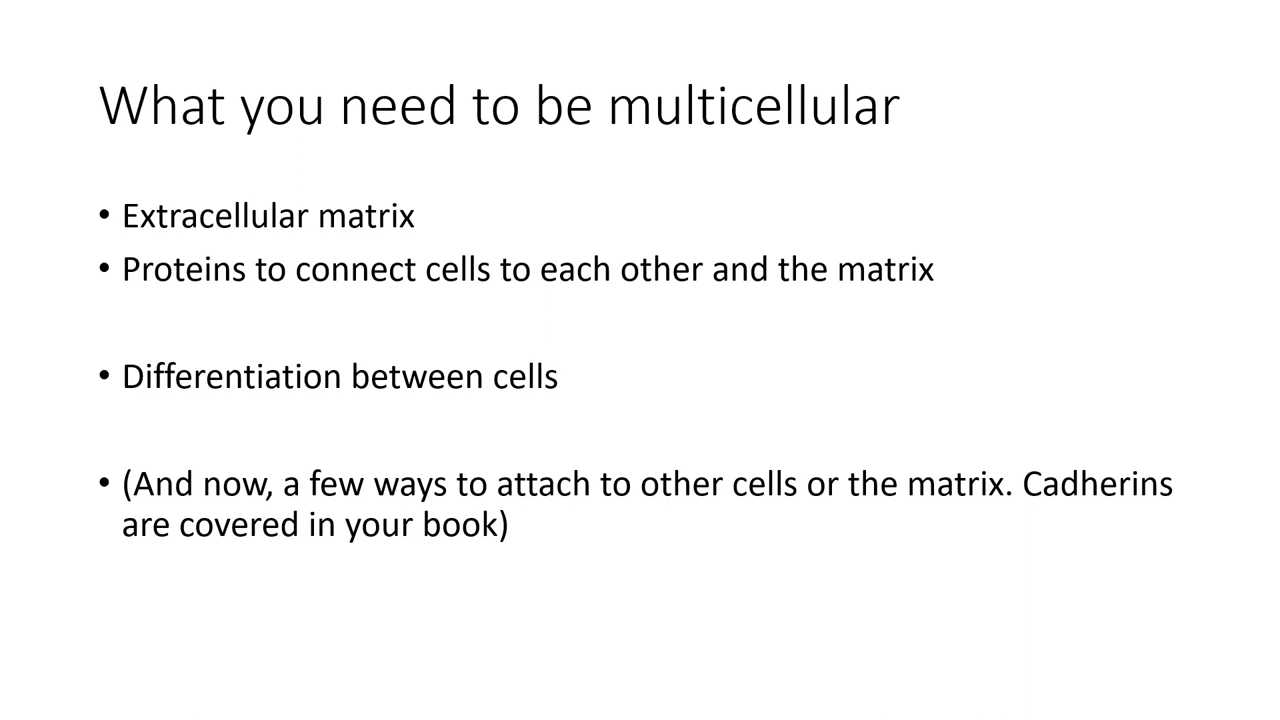 What you need to be multicellular
• Extracellular matrix
• Proteins to connect cells to each other and the matrix
• Differentiation between cells
• (And now, a few ways to attach to other cells or the matrix. Cadherins
are covered in your book)